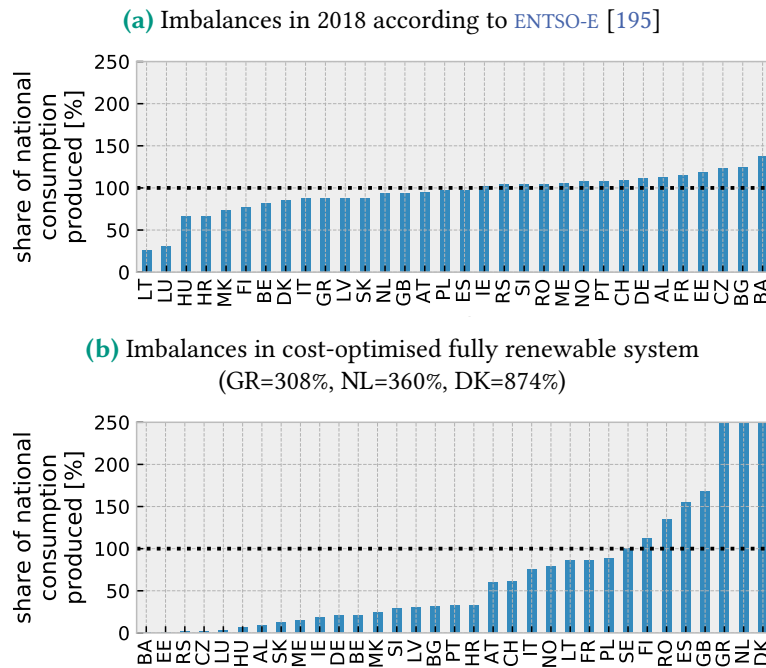 (a) Imbalances in 2018 according to ENTSO-E [195]
250
200
150
100
50
0
share of national
consumption
produced [%]
LT LU HU HR MK FI BE DK IT GR LV SK NL GB AT PL ES IE RS SI RO ME NO PT CH DE AL FR EE CZ BG BA
(b) Imbalances in cost-optimised fully renewable system
(GR=308%, NL=360%, DK=874%)
250
200
150
100
50
0
share of national
consumption
produced [%]
BA EE RS CZ LU HU AL SK ME IE DE BE MK SI LV BG PT HR AT CH IT NO LT FR PL SE FI RO ES GB GR NL DK